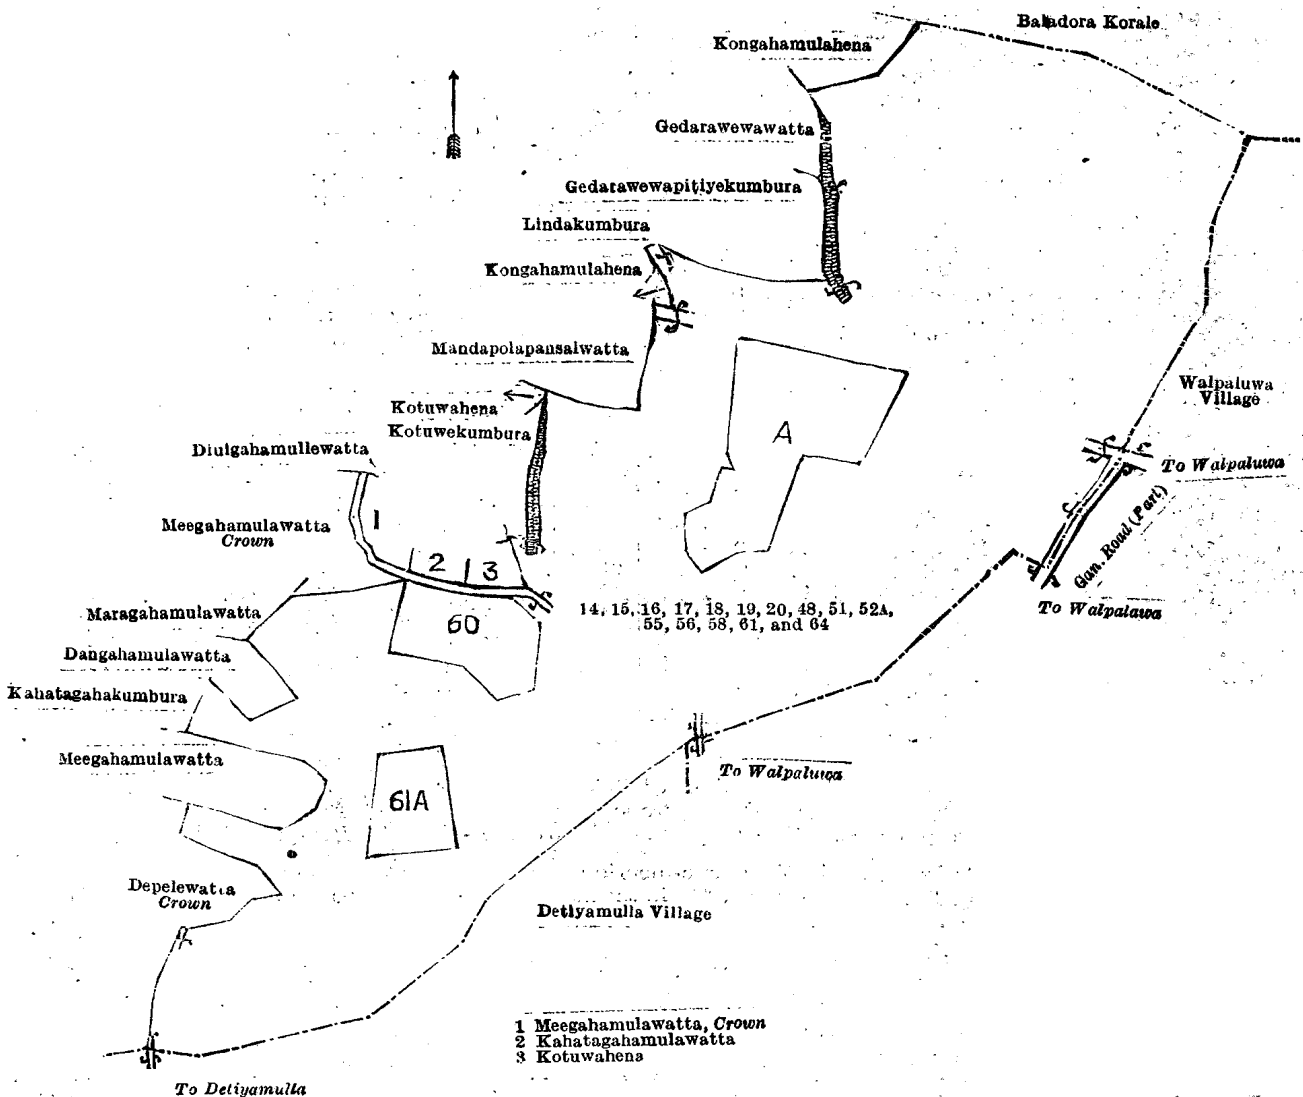 Baladora Korale
Kongahamulahena
Gedarawewawatta
Gedarawewapitiyekumbura
Lindakumbura
Kongahamulahena
Mandapolapansalwatta
Walpaluwa
Village
Kotuwahena
Kotuwekumbura
A
Diulgahamullewatta
To Walpaluwa
Gan. Road (Part)
Meegahamulawatta
Crown
1
2
3
To Walpaluwa
Maragahamulawatta
60
14, 15, 16, 17, 18, 19, 20, 48, 51, 52A,
55, 56, 58, 61, and 64
Dangahamulawatta
Kahatagahakumbura
Meegahamulawatta
To Walpaluwa
61A
Depelewatta
Crown
Detiyamulla Village
1 Meegahamulawatta, Crown
2 Kahatagahamulawatta
3 Kotuwahena
To Detiyamulla